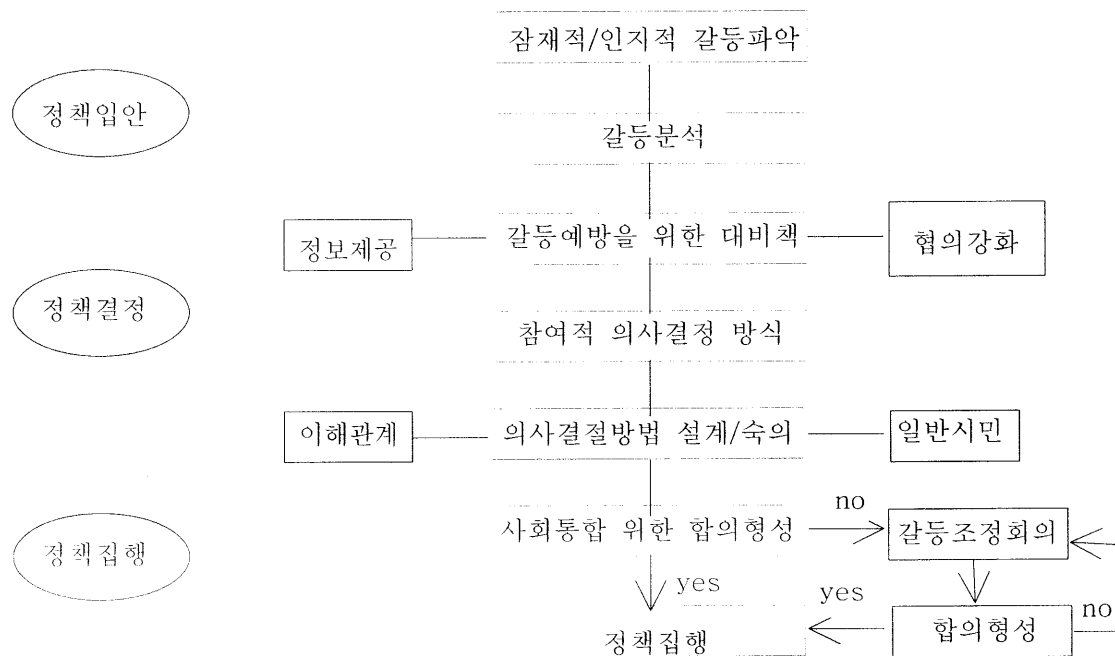 잠재적/인지적 갈등파악
정책입안
갈등분석
정보제공
갈등예방을 위한 대비책
협의강화
정책결정
참여적 의사결정 방식
이해관계
의사결절방법 설계/숙의
일반시민
사회통합 위한 합의형성
no
갈등조정회의
정책집행
yes
yes
no
정책집행
합의형성